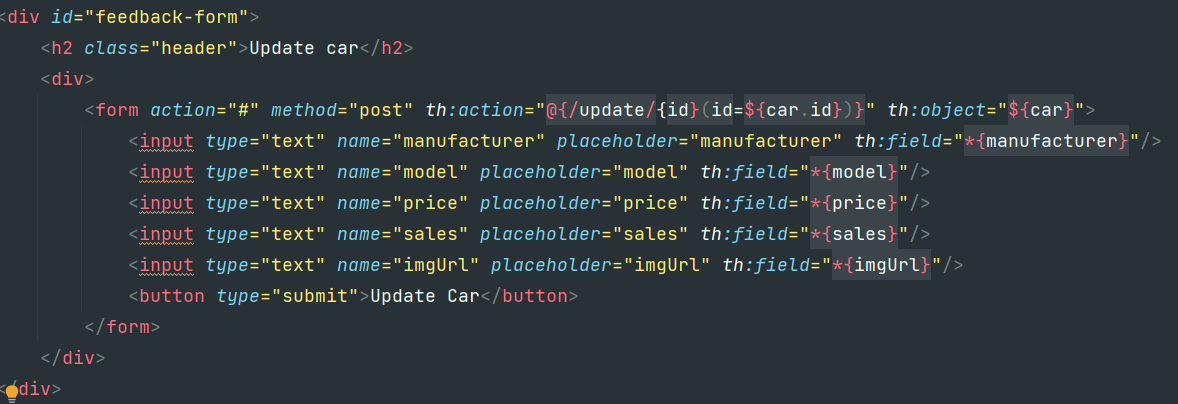 <div id="feedback-form">
<h2 class="header">Update car</h2>
<div>
<form action="#" method="post" th:action="@{/update/{id}(id=${car.id})}" th:object="${car}">
<input type="text" name="manufacturer" placeholder="manufacturer" th:field="*{manufacturer}"/>
<input type="text" name="model" placeholder="model" th:field="*{model}"/>
<input type="text" name="price" placeholder="price" th:field="*{price}"/>
<input type="text" name="sales" placeholder="sales" th:field="*{sales}"/>
<input type="text" name="imgUrl" placeholder="imgUrl" th:field="*{imgUrl}"/>
<button type="submit">Update Car</button>
</form>
</div>
</div>